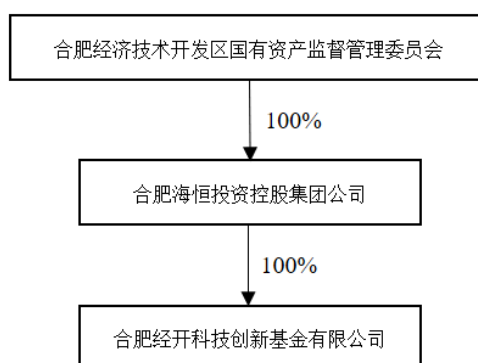 合肥经济技术开发区国有资产监督管理委员会
100%
合肥海恒投资控股集团公司
100%
合肥经开科技创新基金有限公司